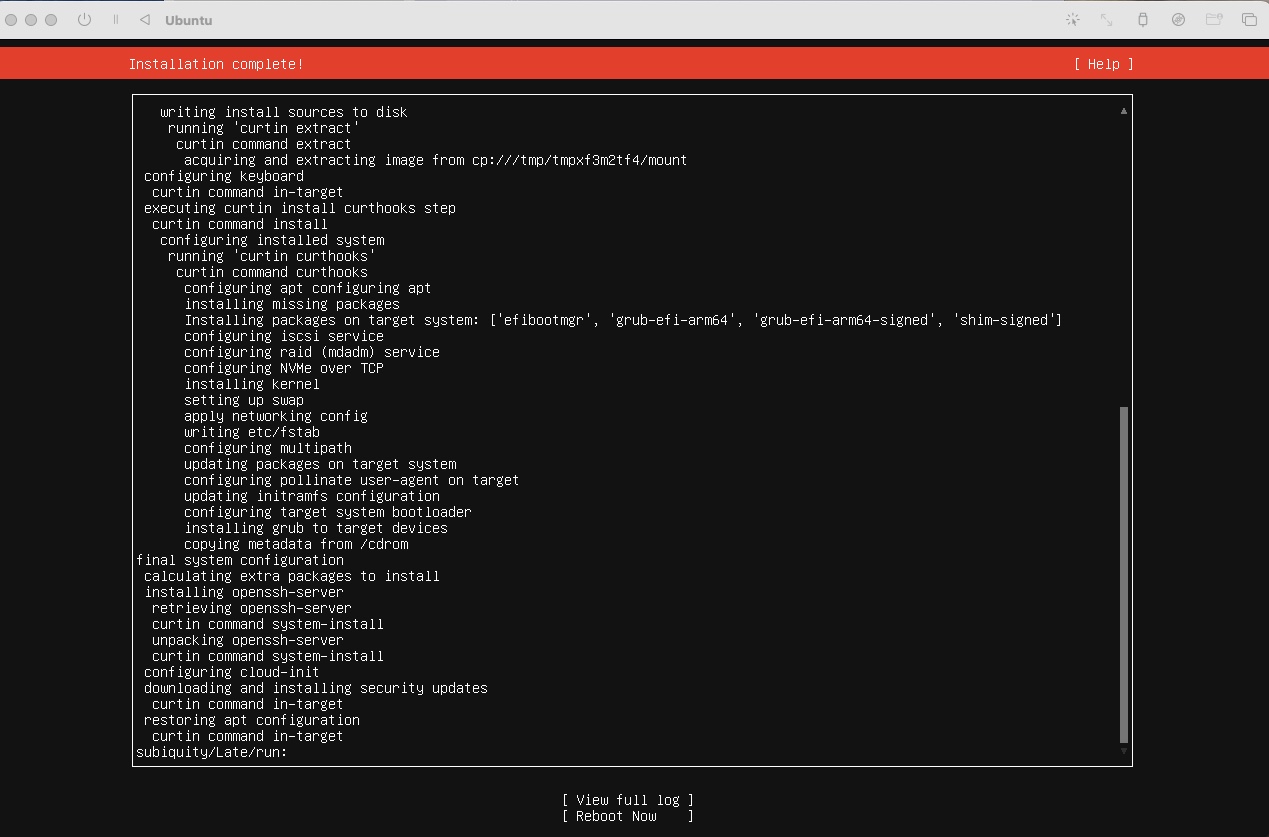 Ubuntu
Installation complete!
[ Help ]
writing install sources to disk
running 'curtin extract'
curtin command extract
acquiring and extracting image from cp:///tmp/tmpxf3m2tf4/mount
configuring keyboard
curtin command in-target
executing curtin install curthooks step
curtin command install
configuring installed system
running 'curtin curthooks'
curtin command curthooks
configuring apt configuring apt
installing missing packages
Installing packages on target system: ['efibootmgr', 'grub-efi-arm64', 'grub-efi-arm64-signed', 'shim-signed']
configuring iscsi service
configuring raid (mdadm) service
configuring NVMe over TCP
installing kernel
setting up swap
apply networking config
writing etc/fstab
configuring multipath
updating packages on target system
configuring pollinate user-agent on target
updating initramfs configuration
configuring target system bootloader
installing grub to target devices
copying metadata from /cdrom
final system configuration
calculating extra packages to install
installing openssh-server
retrieving openssh-server
curtin command system-install
unpacking openssh-server
curtin command system-install
configuring cloud-init
downloading and installing security updates
curtin command in-target
restoring apt configuration
curtin command in-target
subiquity/Late/run:
[ View full log ]
[ Reboot Now ]